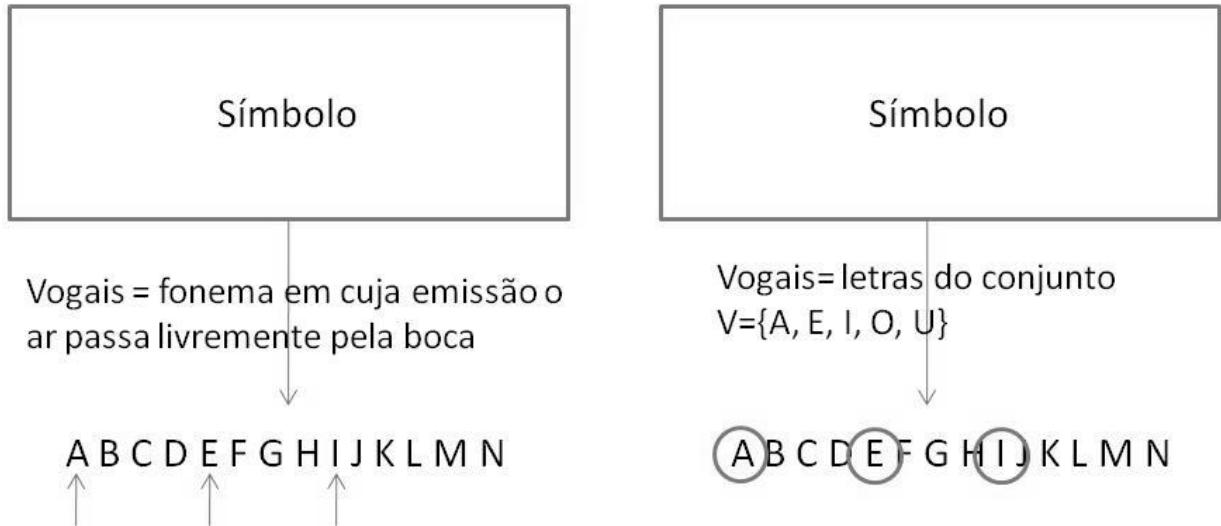 Símbolo
Vogais = fonema em cuja emissão o
ar passa livremente pela boca
A B C D E F G H I J K L M N
Símbolo
Vogais= letras do conjunto
V={A, E, I, O, U}
A B C D E F G H I J K L M N